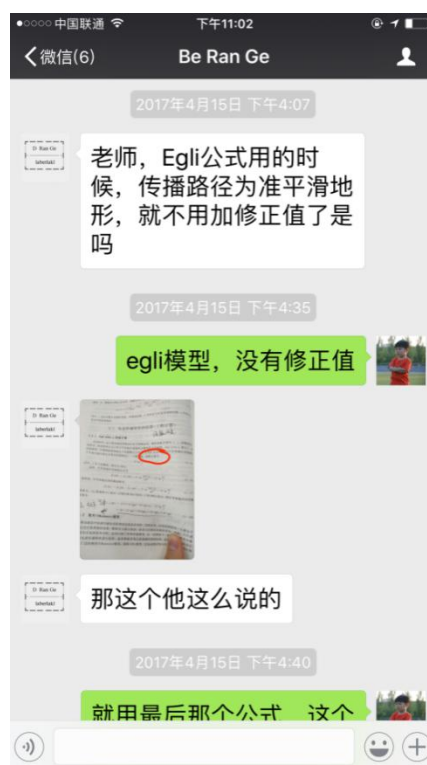 中国联通 下午11:02
微信(6) Be Ran Ge
2017年4月15日 下午4:07
老师，Egli公式用的时
候，传播路径为准平滑地
形，就不用加修正值了是
吗
2017年4月15日 下午4:35
egli模型，没有修正值
那这个他这么说的
2017年4月15日 下午4:40
就用最后那个公式 这个